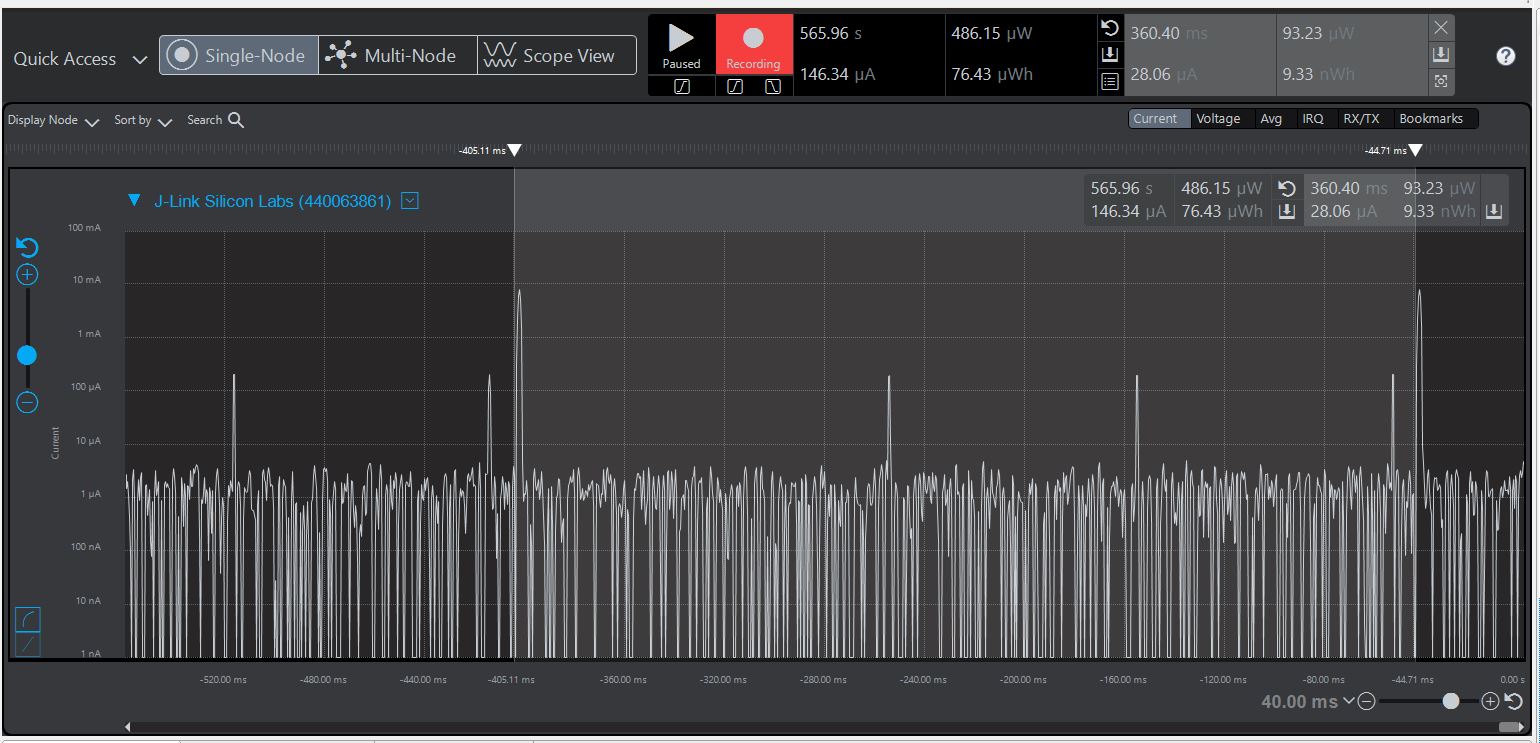 Quick Access
Single-Node
Multi-Node
Scope View
Paused
Recording
565.96 s
146.34 µA
486.15 µW
76.43 µWh
360.40 ms
28.06 µA
93.23 µW
9.33 nWh
?
Display Node
Sort by
Search
Current
Voltage
Avg
IRQ
RX/TX
Bookmarks
-405.11 ms
-44.71 ms
J-Link Silicon Labs (440063861)
565.96 s 486.15 µW 360.40 ms 93.23 µW
146.34 µA 76.43 µWh 28.06 µA 9.33 nWh
100 mA
10 mA
1 mA
100 µA
10 µA
1 µA
100 nA
10 nA
1 nA
Current
-520.00 ms -480.00 ms -440.00 ms -405.11 ms -360.00 ms -320.00 ms -280.00 ms -240.00 ms -200.00 ms -160.00 ms -120.00 ms -80.00 ms -44.71 ms 0.00 s
40.00 ms